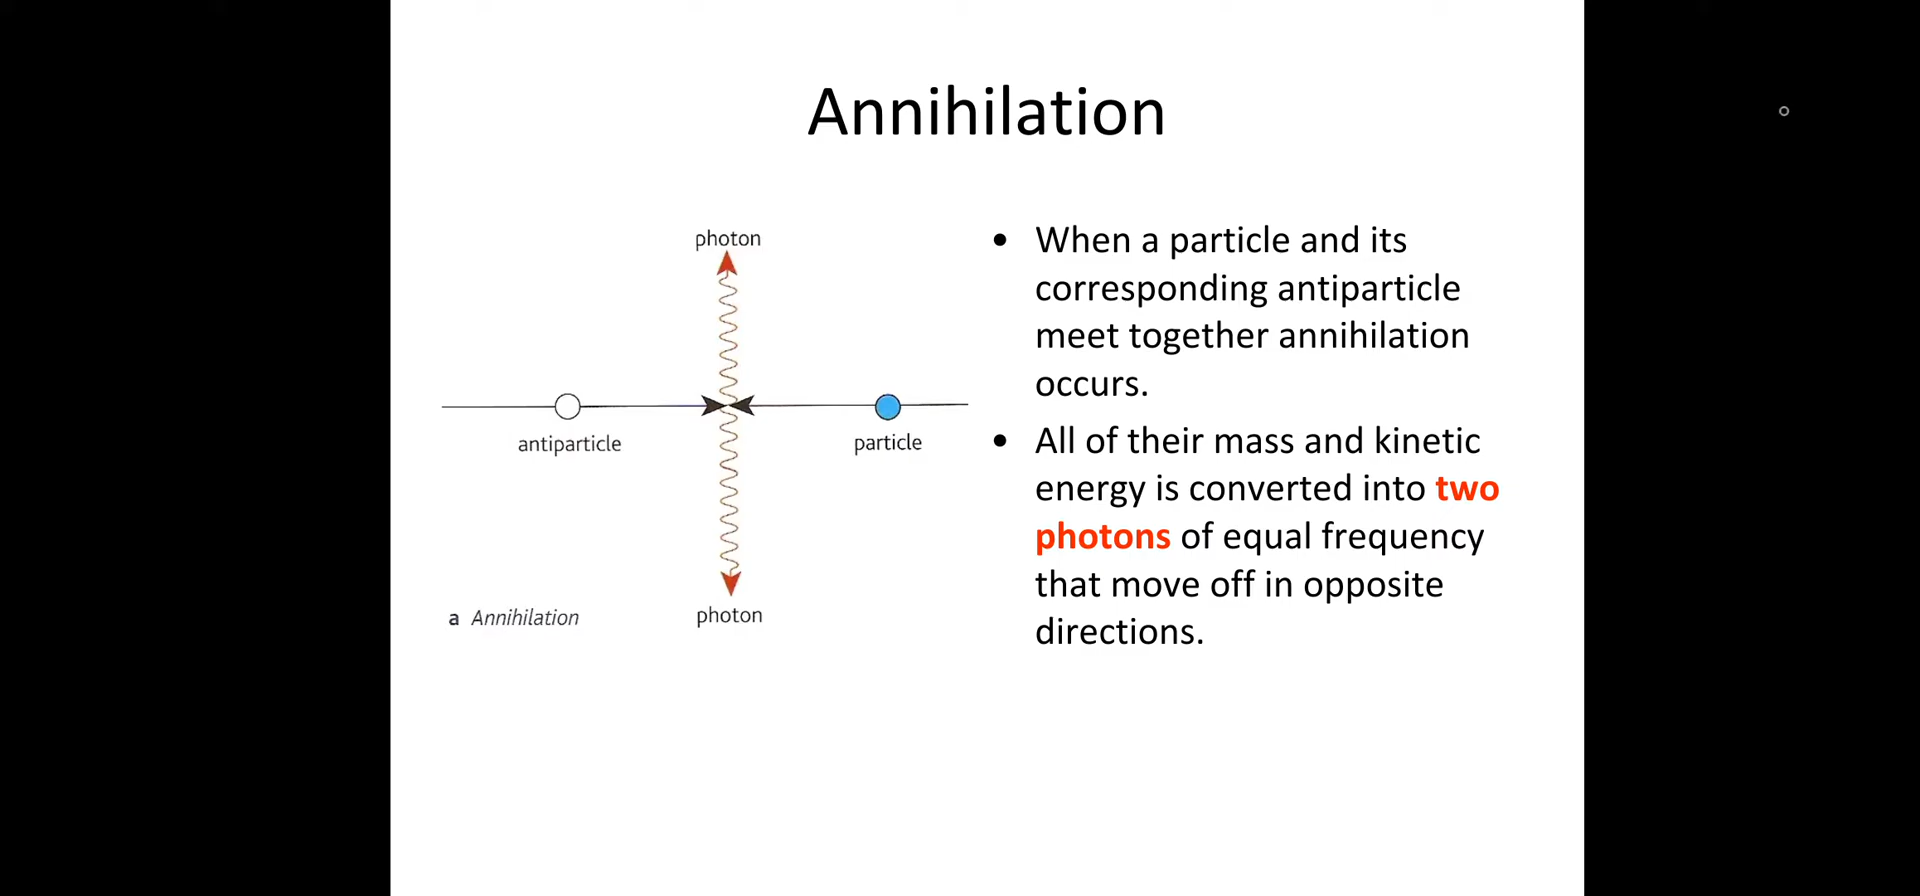 Annihilation
photon
antiparticle
particle
photon
a Annihilation
• When a particle and its
corresponding antiparticle
meet together annihilation
occurs.
• All of their mass and kinetic
energy is converted into two
photons of equal frequency
that move off in opposite
directions.